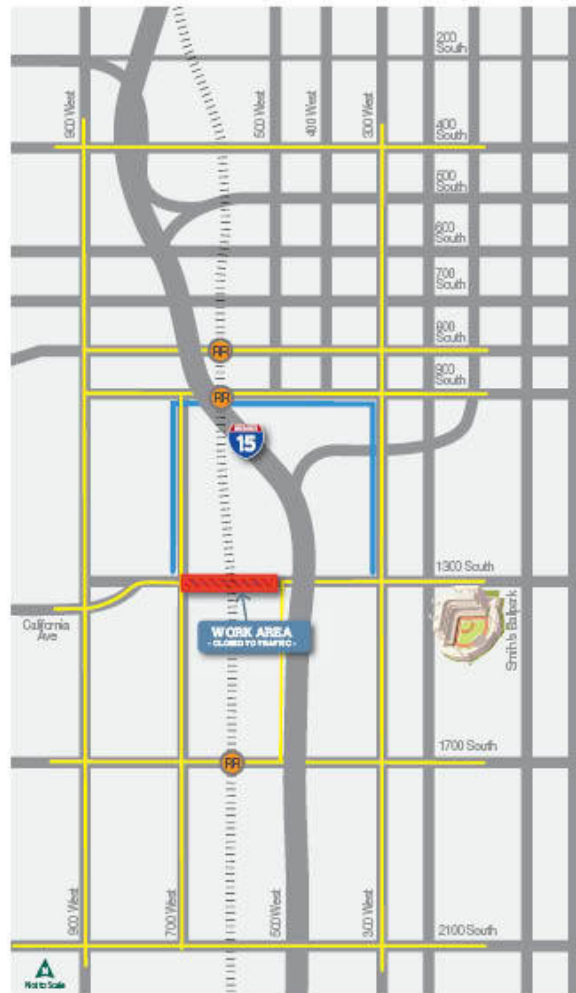 200
South
900 West
500 West
400 West
300 West
400
South
500
South
600
South
700
South
800
South
900
South
RR
RR
15
1300 South
California
Ave
WORK AREA
- CLOSED TO TRAFFIC -
Smith's Ballpark
RR
1700 South
900 West
700 West
500 West
300 West
2100 South
N
Not to Scale